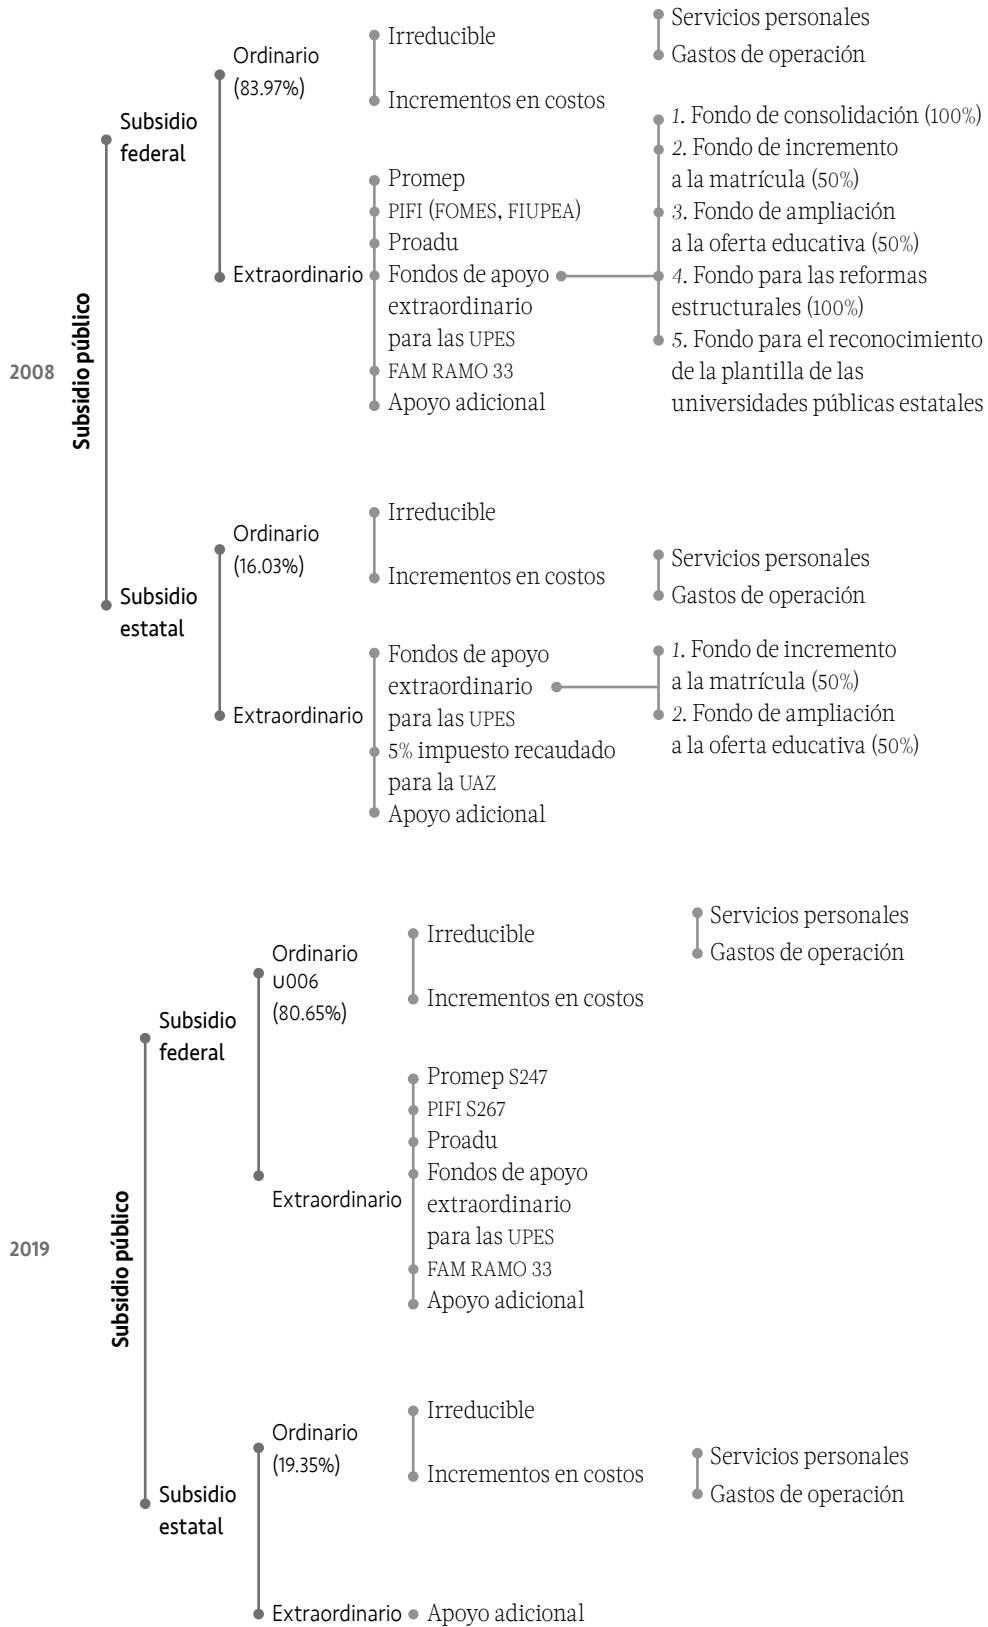 2008
Subsidio público
Subsidio
federal
Ordinario
(83.97%)
Irreducible
Incrementos en costos
Servicios personales
Gastos de operación
Extraordinario
Promep
PIFI (FOMES, FIUPEA)
Proadu
Fondos de apoyo
extraordinario
para las UPES
FAM RAMO 33
Apoyo adicional
1. Fondo de consolidación (100%)
2. Fondo de incremento
a la matrícula (50%)
3. Fondo de ampliación
a la oferta educativa (50%)
4. Fondo para las reformas
estructurales (100%)
5. Fondo para el reconocimiento
de la plantilla de las
universidades públicas estatales
Subsidio
estatal
Ordinario
(16.03%)
Irreducible
Incrementos en costos
Servicios personales
Gastos de operación
Extraordinario
Fondos de apoyo
extraordinario
para las UPES
5% impuesto recaudado
para la UAZ
Apoyo adicional
1. Fondo de incremento
a la matrícula (50%)
2. Fondo de ampliación
a la oferta educativa (50%)
2019
Subsidio público
Subsidio
federal
Ordinario
U006
(80.65%)
Irreducible
Incrementos en costos
Servicios personales
Gastos de operación
Extraordinario
Promep S247
PIFI S267
Proadu
Fondos de apoyo
extraordinario
para las UPES
FAM RAMO 33
Apoyo adicional
Subsidio
estatal
Ordinario
(19.35%)
Irreducible
Incrementos en costos
Servicios personales
Gastos de operación
Extraordinario
Apoyo adicional